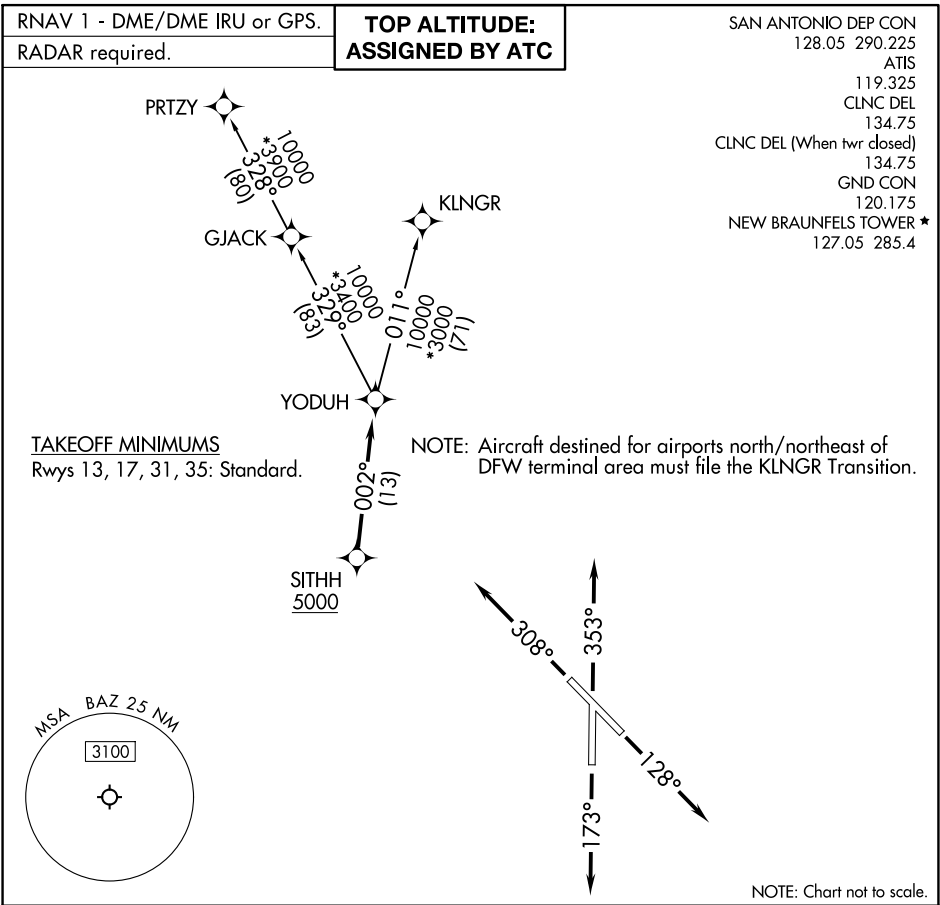 RNAV 1 - DME/DME IRU or GPS.
RADAR required.
TOP ALTITUDE:
ASSIGNED BY ATC
SAN ANTONIO DEP CON
128.05 290.225
ATIS
119.325
CLNC DEL
134.75
CLNC DEL (When twr closed)
134.75
GND CON
120.175
NEW BRAUNFELS TOWER ★
127.05 285.4
PRTZY
10000
*3900
328°
(80)
GJACK
KLNGR
10000
*3400
329°
(83)
011°
10000
*3000
(71)
YODUH
TAKEOFF MINIMUMS
Rwys 13, 17, 31, 35: Standard.
NOTE: Aircraft destined for airports north/northeast of
DFW terminal area must file the KLNGR Transition.
002°
(13)
SITHH
5000
308°
353°
128°
173°
MSA BAZ 25 NM
3100
NOTE: Chart not to scale.